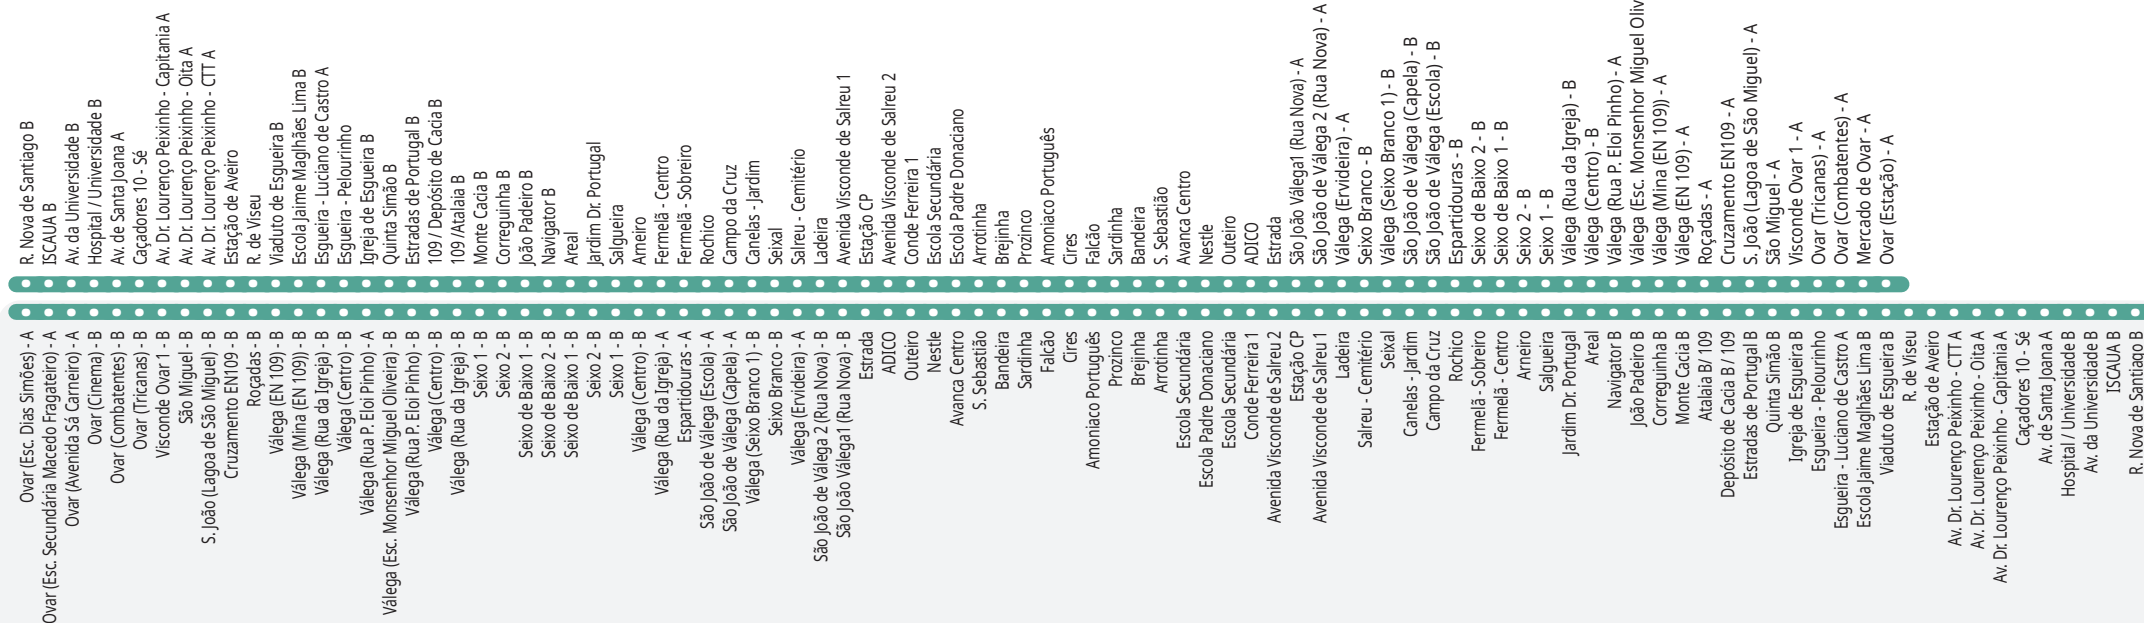 R. Nova de Santiago B
ISCAUA B
Av. da Universidade B
Hospital / Universidade B
Av. de Santa Joana A
Caçadores 10 - Sé
Av. Dr. Lourenço Peixinho - Capitania A
Av. Dr. Lourenço Peixinho - Oita A
Av. Dr. Lourenço Peixinho - CTT A
Estação de Aveiro
R. de Viseu
Viaduto de Esgueira B
Escola Jaime Maglhães Lima B
Esgueira - Luciano de Castro A
Esgueira - Pelourinho
Igreja de Esgueira B
Quinta Simão B
Estradas de Portugal B
109 / Depósito de Cacia B
109 /Atalaia B
Monte Cacia B
Correguinha B
João Padeiro B
Navigator B
Areal
Jardim Dr. Portugal
Salgueira
Arneiro
Fermelã - Centro
Fermelã - Sobreiro
Rochico
Campo da Cruz
Canelas - Jardim
Seixal
Salreu - Cemitério
Ladeira
Avenida Visconde de Salreu 1
Estação CP
Avenida Visconde de Salreu 2
Conde Ferreira 1
Escola Secundária
Escola Padre Donaciano
Arrotinha
Brejinha
Prozinco
Amoniaco Português
Cires
Falcão
Sardinha
Bandeira
S. Sebastião
Avanca Centro
Nestle
Outeiro
ADICO
Estrada
São João Válega1 (Rua Nova) - A
São João de Válega 2 (Rua Nova) - A
Válega (Ervideira) - A
Seixo Branco - B
Válega (Seixo Branco 1) - B
São João de Válega (Capela) - B
São João de Válega (Escola) - B
Espartidouras - B
Seixo de Baixo 2 - B
Seixo de Baixo 1 - B
Seixo 2 - B
Seixo 1 - B
Válega (Rua da Igreja) - B
Válega (Centro) - B
Válega (Rua P. Eloi Pinho) - A
Válega (Esc. Monsenhor Miguel Oliv
Válega (Mina (EN 109)) - A
Válega (EN 109) - A
Roçadas - A
Cruzamento EN109 - A
S. João (Lagoa de São Miguel) - A
São Miguel - A
Visconde Ovar 1 - A
Ovar (Tricanas) - A
Ovar (Combatentes) - A
Mercado de Ovar - A
Ovar (Estação) - A
Ovar (Esc. Dias Simões) - A
Ovar (Esc. Secundária Macedo Fragateiro) - A
Ovar (Avenida Sá Carneiro) - A
Ovar (Cinema) - B
Ovar (Combatentes) - B
Ovar (Tricanas) - B
Visconde Ovar 1 - B
São Miguel - B
S. João (Lagoa de São Miguel) - B
Cruzamento EN109 - B
Roçadas - B
Válega (EN 109) - B
Válega (Mina (EN 109)) - B
Válega (Rua da Igreja) - B
Válega (Centro) - B
Válega (Rua P. Eloi Pinho) - A
Válega (Esc. Monsenhor Miguel Oliveira) - B
Válega (Rua P. Eloi Pinho) - B
Válega (Centro) - B
Válega (Rua da Igreja) - B
Seixo 1 - B
Seixo 2 - B
Seixo de Baixo 1 - B
Seixo de Baixo 2 - B
Seixo de Baixo 1 - B
Seixo 2 - B
Seixo 1 - B
Válega (Centro) - B
Válega (Rua da Igreja) - A
Espartidouras - A
São João de Válega (Escola) - A
São João de Válega (Capela) - A
Válega (Seixo Branco 1) - B
Seixo Branco - B
Válega (Ervideira) - A
São João de Válega 2 (Rua Nova) - B
São João Válega1 (Rua Nova) - B
Estrada
ADICO
Outeiro
Nestle
Avanca Centro
S. Sebastião
Bandeira
Sardinha
Falcão
Cires
Amoniaco Português
Prozinco
Brejinha
Arrotinha
Escola Secundária
Escola Padre Donaciano
Escola Secundária
Conde Ferreira 1
Avenida Visconde de Salreu 2
Estação CP
Avenida Visconde de Salreu 1
Ladeira
Salreu - Cemitério
Seixal
Canelas - Jardim
Campo da Cruz
Rochico
Fermelã - Sobreiro
Fermelã - Centro
Arneiro
Salgueira
Jardim Dr. Portugal
Areal
Navigator B
João Padeiro B
Correguinha B
Monte Cacia B
Atalaia B/ 109
Depósito de Cacia B / 109
Estradas de Portugal B
Quinta Simão B
Igreja de Esgueira B
Esgueira - Pelourinho
Esgueira - Luciano de Castro A
Escola Jaime Maglhães Lima B
Viaduto de Esgueira B
R. de Viseu
Estação de Aveiro
Av. Dr. Lourenço Peixinho - CTT A
Av. Dr. Lourenço Peixinho - Oita A
Av. Dr. Lourenço Peixinho - Capitania A
Caçadores 10 - Sé
Av. de Santa Joana A
Hospital / Universidade B
Av. da Universidade B
ISCAUA B
R. Nova de Santiago B